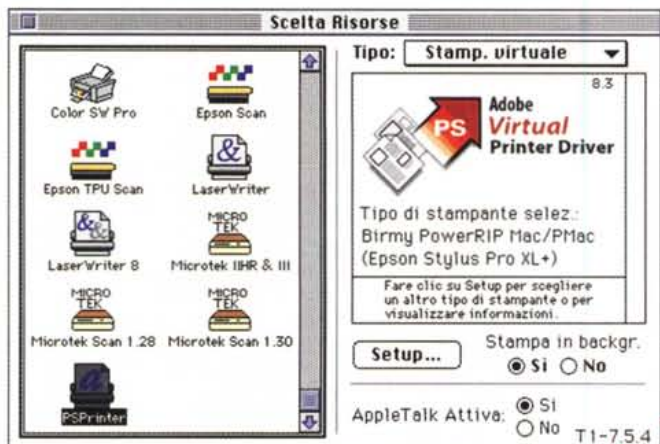 Scelta Risorse
Color SW Pro
Epson Scan
Epson TPU Scan
LaserWriter
LaserWriter 8
MICRO
TEK
Microtek IIHR & III
MICRO
TEK
Microtek Scan 1.28
MICRO
TEK
Microtek Scan 1.30
PSPrinter
Tipo: Stamp. virtuale
8.3
PS
Adobe
Virtual
Printer Driver
Tipo di stampante selez.:
Birmy PowerRIP Mac/PMac
(Epson Stylus Pro XL+)
Fare clic su Setup per scegliere
un altro tipo di stampante o per
visualizzare informazioni.
Setup...
Stampa in backgr.
Sì No
AppleTalk Attiva: Sì
No
T1-7.5.4